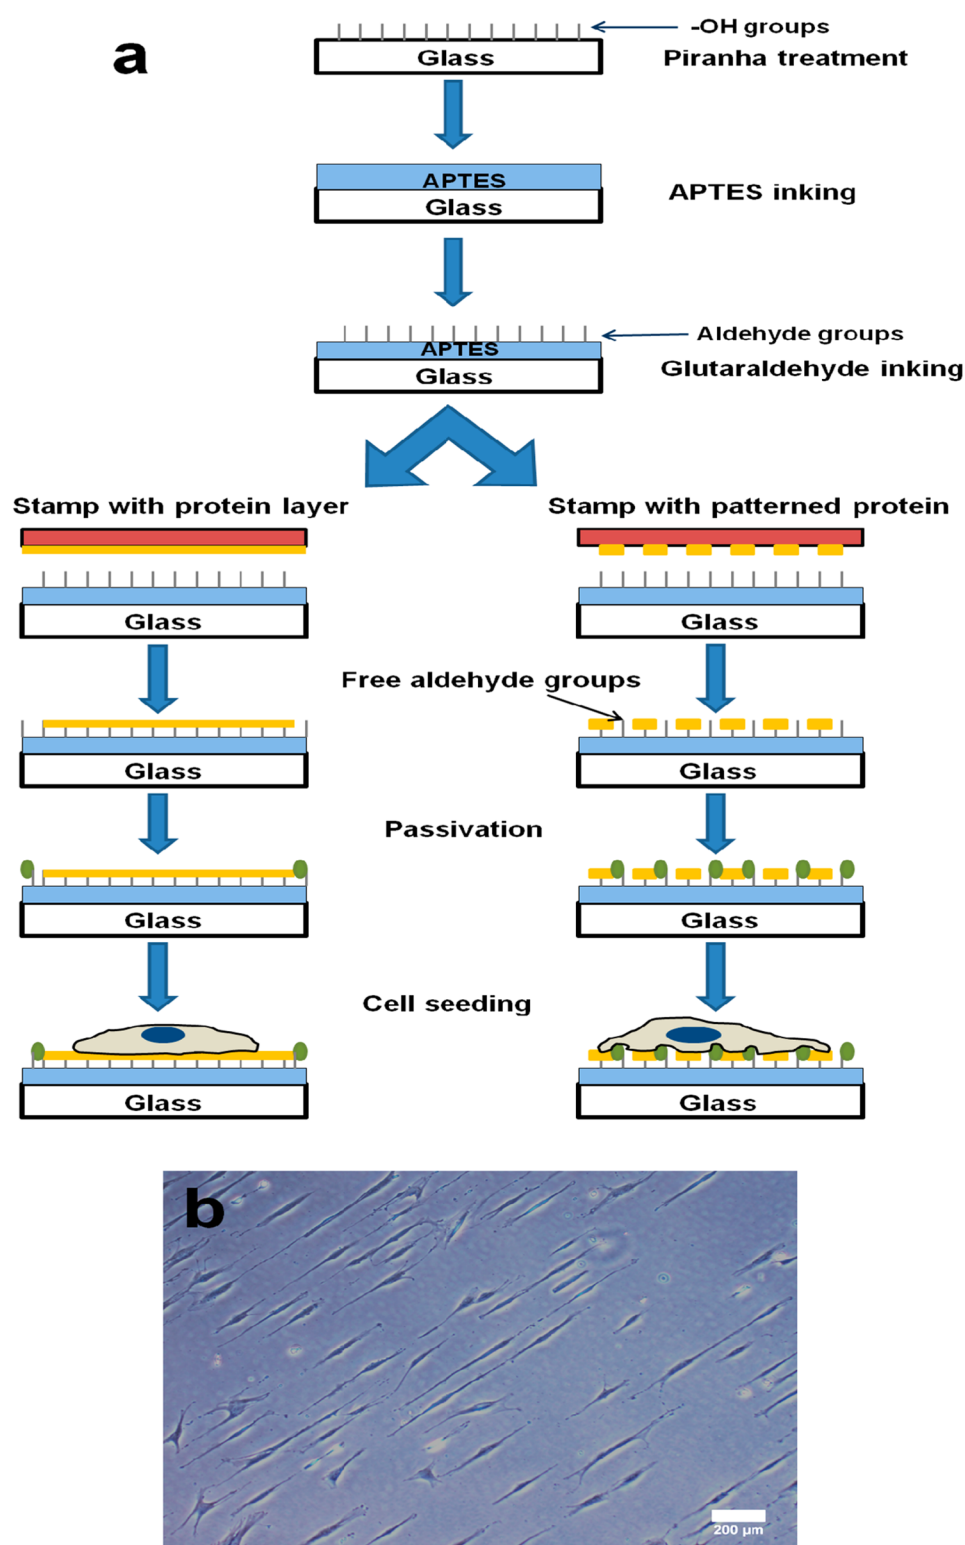 a
-OH groups
Glass
Piranha treatment
APTES
Glass
APTES inking
Aldehyde groups
APTES
Glass
Glutaraldehyde inking
Stamp with protein layer
Stamp with patterned protein
Glass
Glass
Free aldehyde groups
Glass
Glass
Passivation
Glass
Glass
Cell seeding
Glass
Glass
b
200 µm